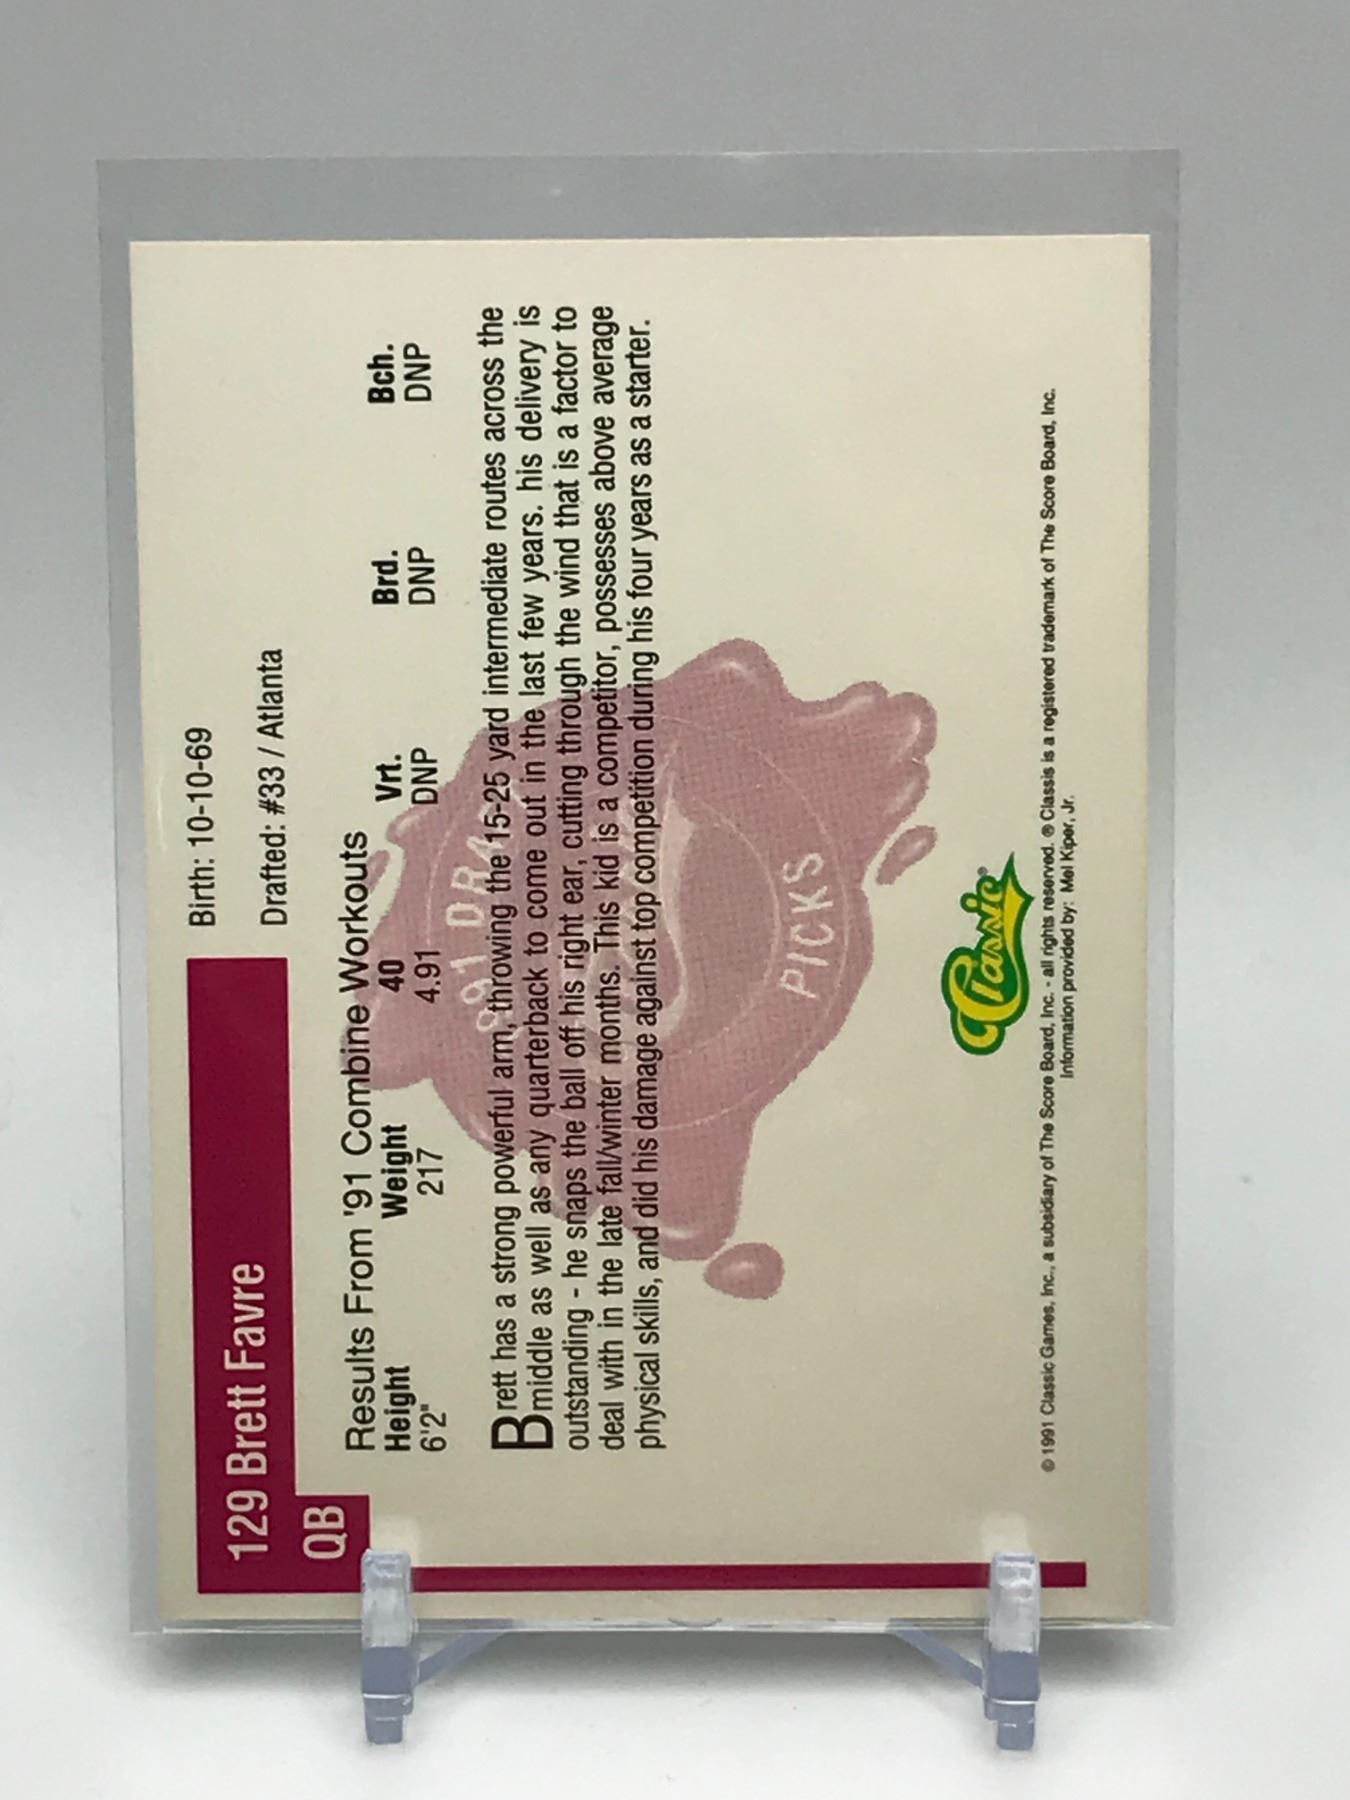 129 Brett Favre
QB
Birth: 10-10-69
Drafted: #33 / Atlanta
Results From '91 Combine Workouts
Height Weight 40 Vrt. Brd. Bch.
6'2" 217 4.91 DNP DNP DNP
Brett has a strong powerful arm, throwing the 15-25 yard intermediate routes across the
middle as well as any quarterback to come out in the last few years. his delivery is
outstanding - he snaps the ball off his right ear, cutting through the wind that is a factor to
deal with in the late fall/winter months. This kid is a competitor, possesses above average
physical skills, and did his damage against top competition during his four years as a starter.
PICKS
Classic®
© 1991 Classic Games, Inc., a subsidiary of The Score Board, Inc. - all rights reserved. ® Classis is a registered trademark of The Score Board, Inc.
Information provided by: Mel Kiper, Jr.